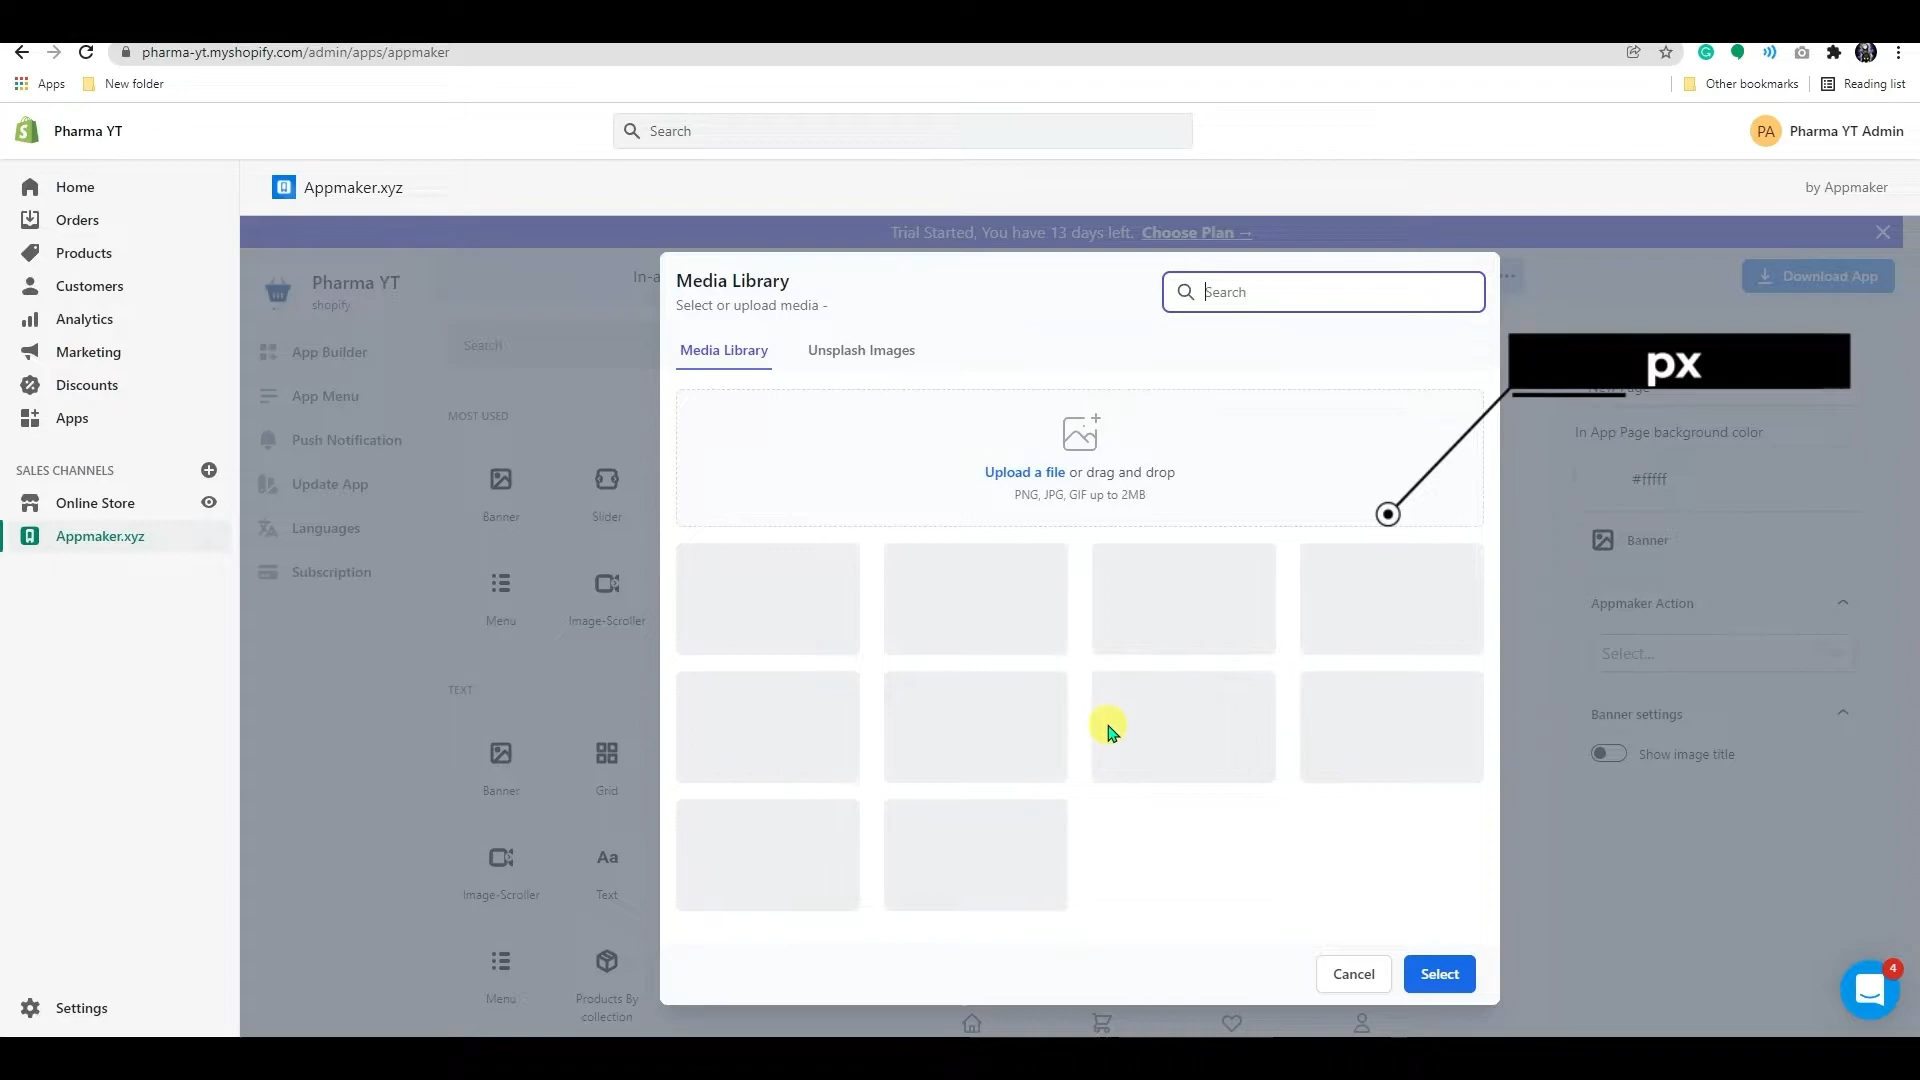 pharma-yt.myshopify.com/admin/apps/appmaker
Apps
New folder
Other bookmarks
Reading list
Pharma YT
Search
PA
Pharma YT Admin
Home
Orders
Products
Customers
Analytics
Marketing
Discounts
Apps
SALES CHANNELS
Online Store
Appmaker.xyz
Settings
Appmaker.xyz
by Appmaker
Trial Started, You have 13 days left. Choose Plan →
Pharma YT
shopify
App Builder
App Menu
Push Notification
Update App
Languages
Subscription
In-a
Search
MOST USED
Banner
Slider
Menu
Image-Scroller
TEXT
Banner
Grid
Image-Scroller
Aa
Text
Menu
Products By
collection
Media Library
Select or upload media -
Search
Media Library
Unsplash Images
Upload a file or drag and drop
PNG, JPG, GIF up to 2MB
Cancel
Select
Download App
px
New Page
In App Page background color
#fffff
Banner
Appmaker Action
Select...
Banner settings
Show image title
4